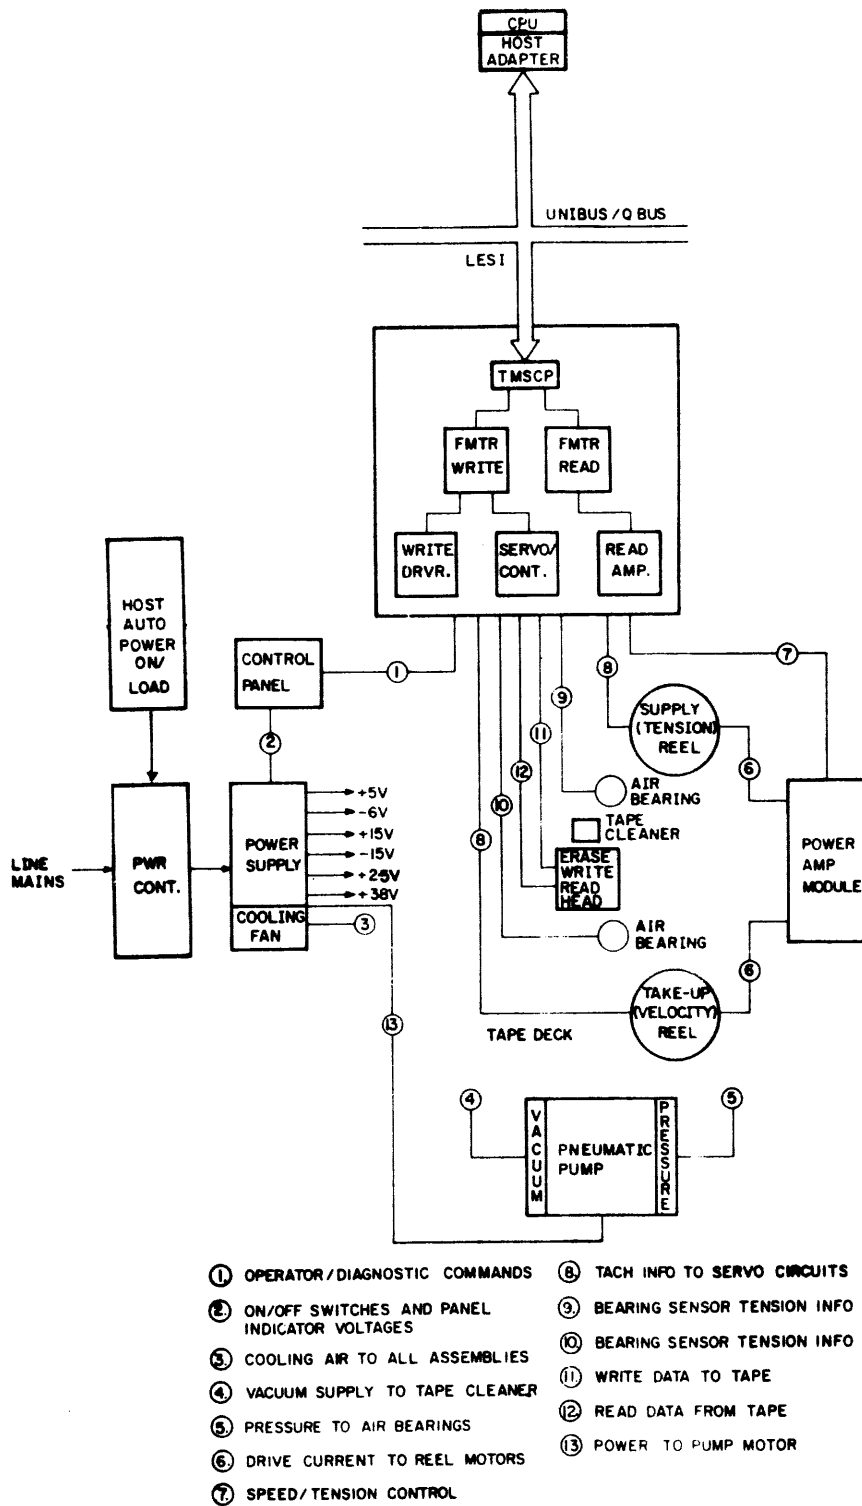 CPU
HOST
ADAPTER
UNIBUS/Q BUS
LESI
TMSCP
FMTR
WRITE
FMTR
READ
WRITE
DRVR.
SERVO/
CONT.
READ
AMP.
HOST
AUTO
POWER
ON/
LOAD
CONTROL
PANEL
1
2
7
8
9
11
12
10
8
SUPPLY
(TENSION)
REEL
6
AIR
BEARING
TAPE
CLEANER
ERASE
WRITE
READ
HEAD
AIR
BEARING
POWER
AMP
MODULE
6
TAKE-UP
(VELOCITY)
REEL
TAPE DECK
LINE
MAINS
PWR
CONT.
POWER
SUPPLY
+5V
-6V
+15V
-15V
+25V
+38V
COOLING
FAN
3
13
4
VACUUM
PNEUMATIC
PUMP
PRESSURE
5
1. OPERATOR/DIAGNOSTIC COMMANDS
2. ON/OFF SWITCHES AND PANEL
INDICATOR VOLTAGES
3. COOLING AIR TO ALL ASSEMBLIES
4. VACUUM SUPPLY TO TAPE CLEANER
5. PRESSURE TO AIR BEARINGS
6. DRIVE CURRENT TO REEL MOTORS
7. SPEED/TENSION CONTROL
8. TACH INFO TO SERVO CIRCUITS
9. BEARING SENSOR TENSION INFO
10. BEARING SENSOR TENSION INFO
11. WRITE DATA TO TAPE
12. READ DATA FROM TAPE
13 POWER TO PUMP MOTOR